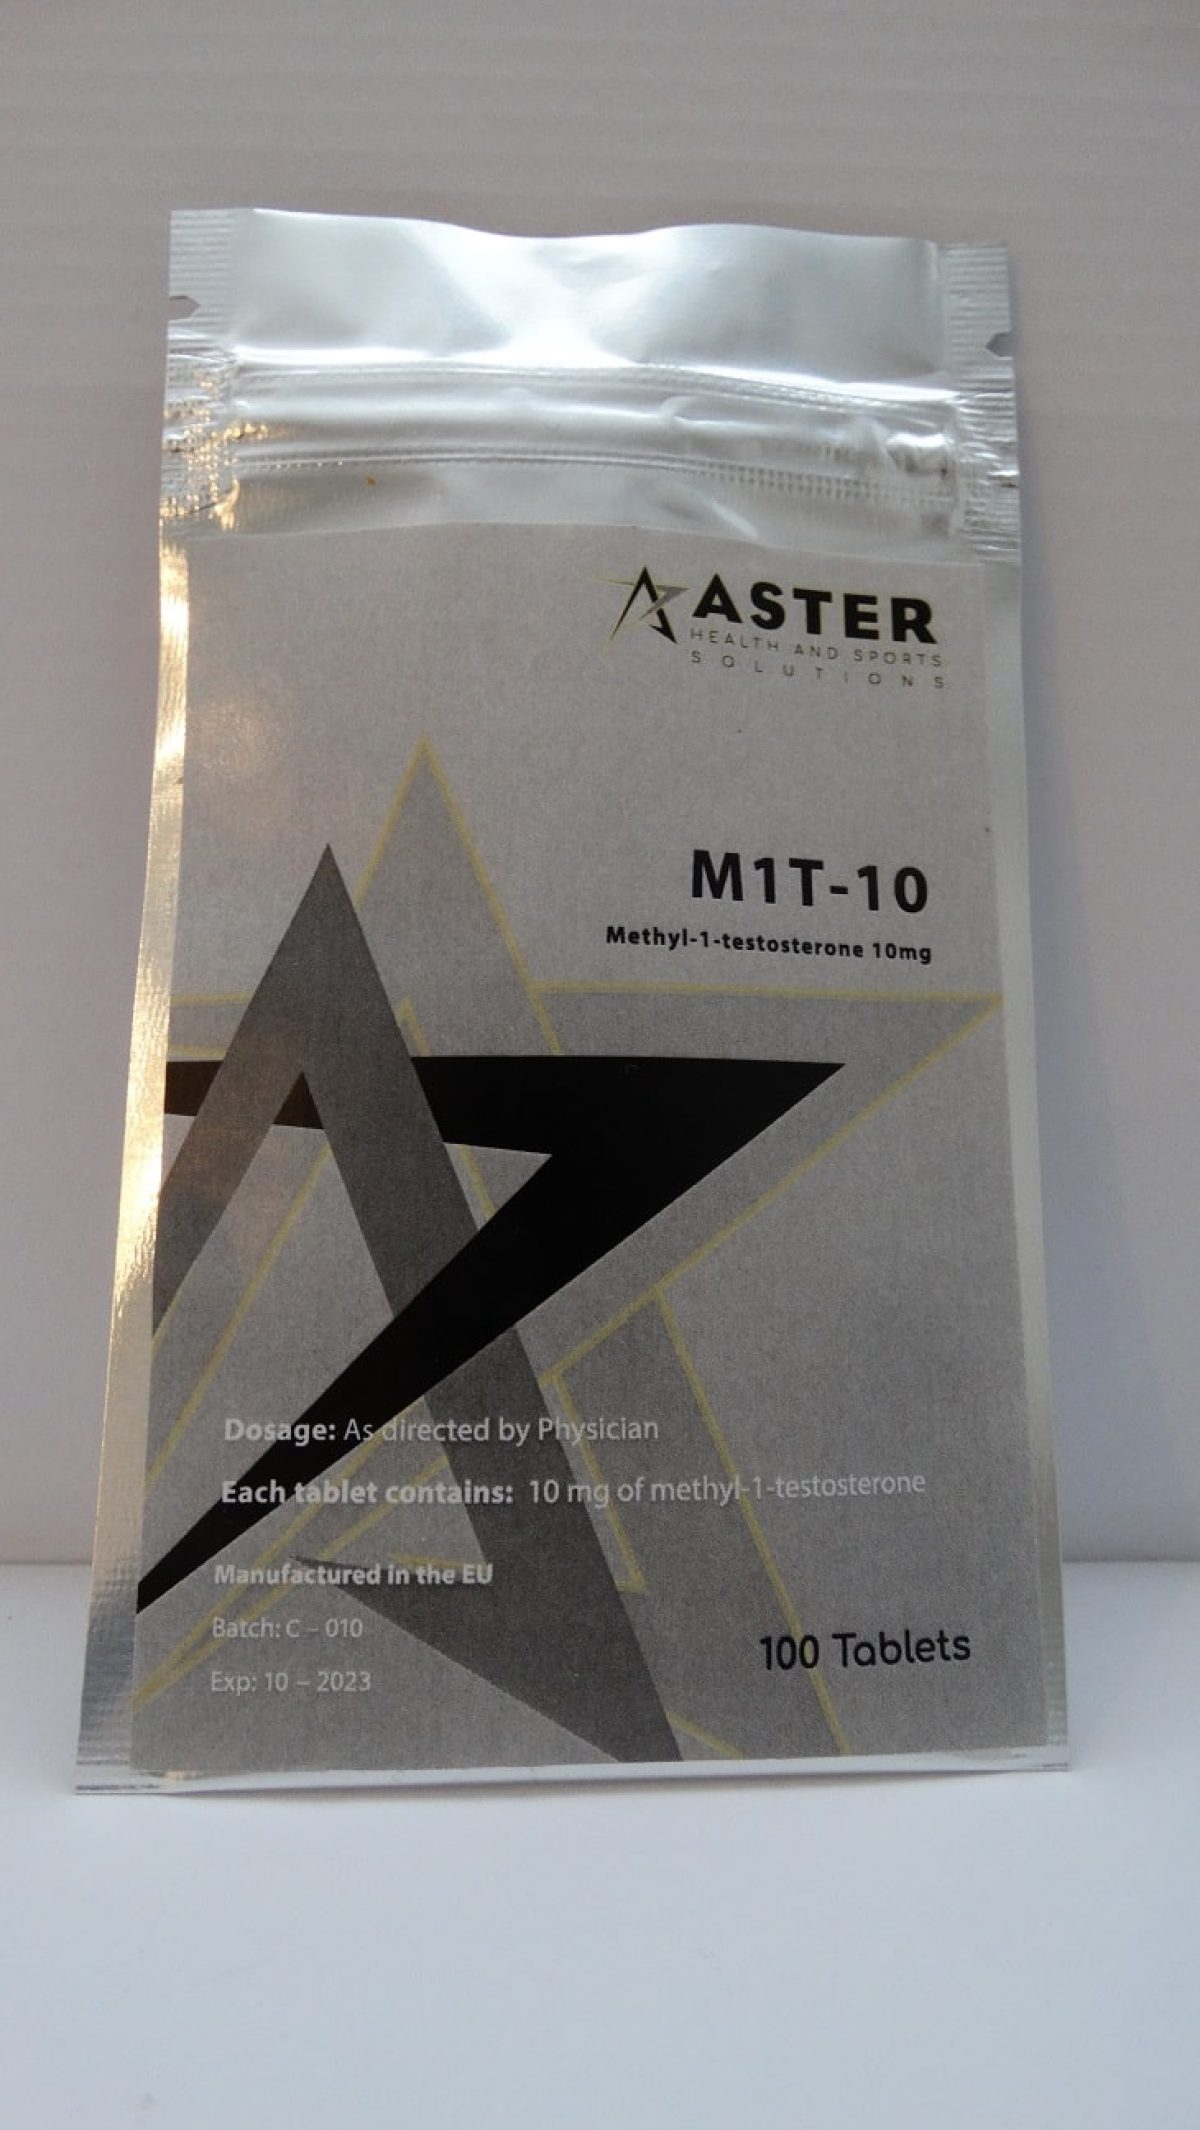 ASTER
HEALTH AND SPORTS
SOLUTIONS
M1T-10
Methyl-1-testosterone 10mg
Dosage: As directed by Physician
Each tablet contains: 10 mg of methyl-1-testosterone
Manufactured in the EU
Batch: C – 010
Exp: 10 – 2023
100 Tablets